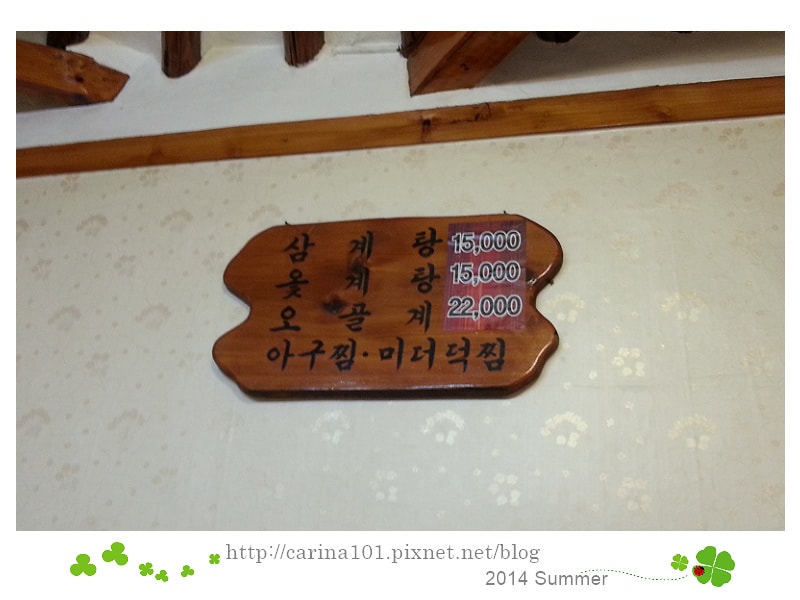 삼 계 탕 15,000
옻 계 탕 15,000
오 골 계 22,000
아구찜·미더덕찜
http://carina101.pixnet.net/blog
2014 Summer